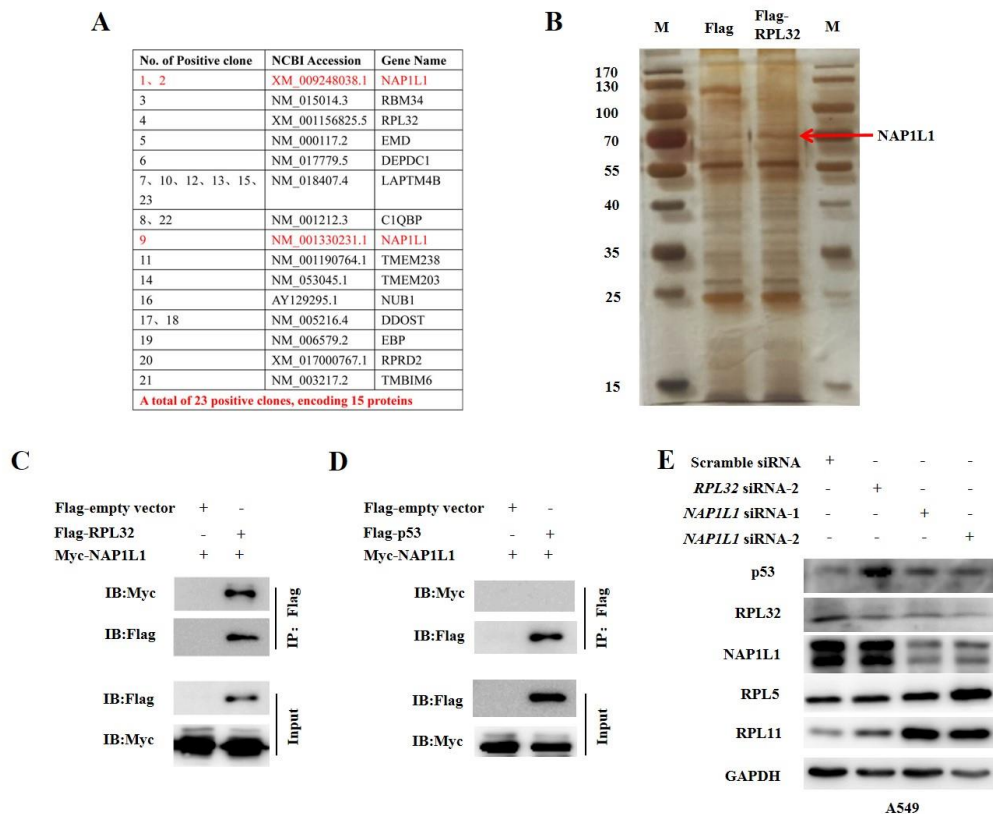 A
No. of Positive clone NCBI Accession Gene Name
1、2 XM_009248038.1 NAP1L1
3 NM_015014.3 RBM34
4 XM_001156825.5 RPL32
5 NM_000117.2 EMD
6 NM_017779.5 DEPDC1
7、10、12、13、15、 NM_018407.4 LAPTM4B
23
8、22 NM_001212.3 C1QBP
9 NM_001330231.1 NAP1L1
11 NM_001190764.1 TMEM238
14 NM_053045.1 TMEM203
16 AY129295.1 NUB1
17、18 NM_005216.4 DDOST
19 NM_006579.2 EBP
20 XM_017000767.1 RPRD2
21 NM_003217.2 TMBIM6
A total of 23 positive clones, encoding 15 proteins
B
M Flag Flag-
RPL32 M
170
130
100
70
55
40
35
25
15
NAP1L1
C
Flag-empty vector + -
Flag-RPL32 - +
Myc-NAP1L1 + +
IB:Myc
IB:Flag
IP: Flag
IB:Flag
IB:Myc
Input
D
Flag-empty vector + -
Flag-p53 - +
Myc-NAP1L1 + +
IB:Myc
IB:Flag
IP: Flag
IB:Flag
IB:Myc
Input
E
Scramble siRNA + - - -
RPL32 siRNA-2 - + - -
NAP1L1 siRNA-1 - - + -
NAP1L1 siRNA-2 - - - +
p53
RPL32
NAP1L1
RPL5
RPL11
GAPDH
A549